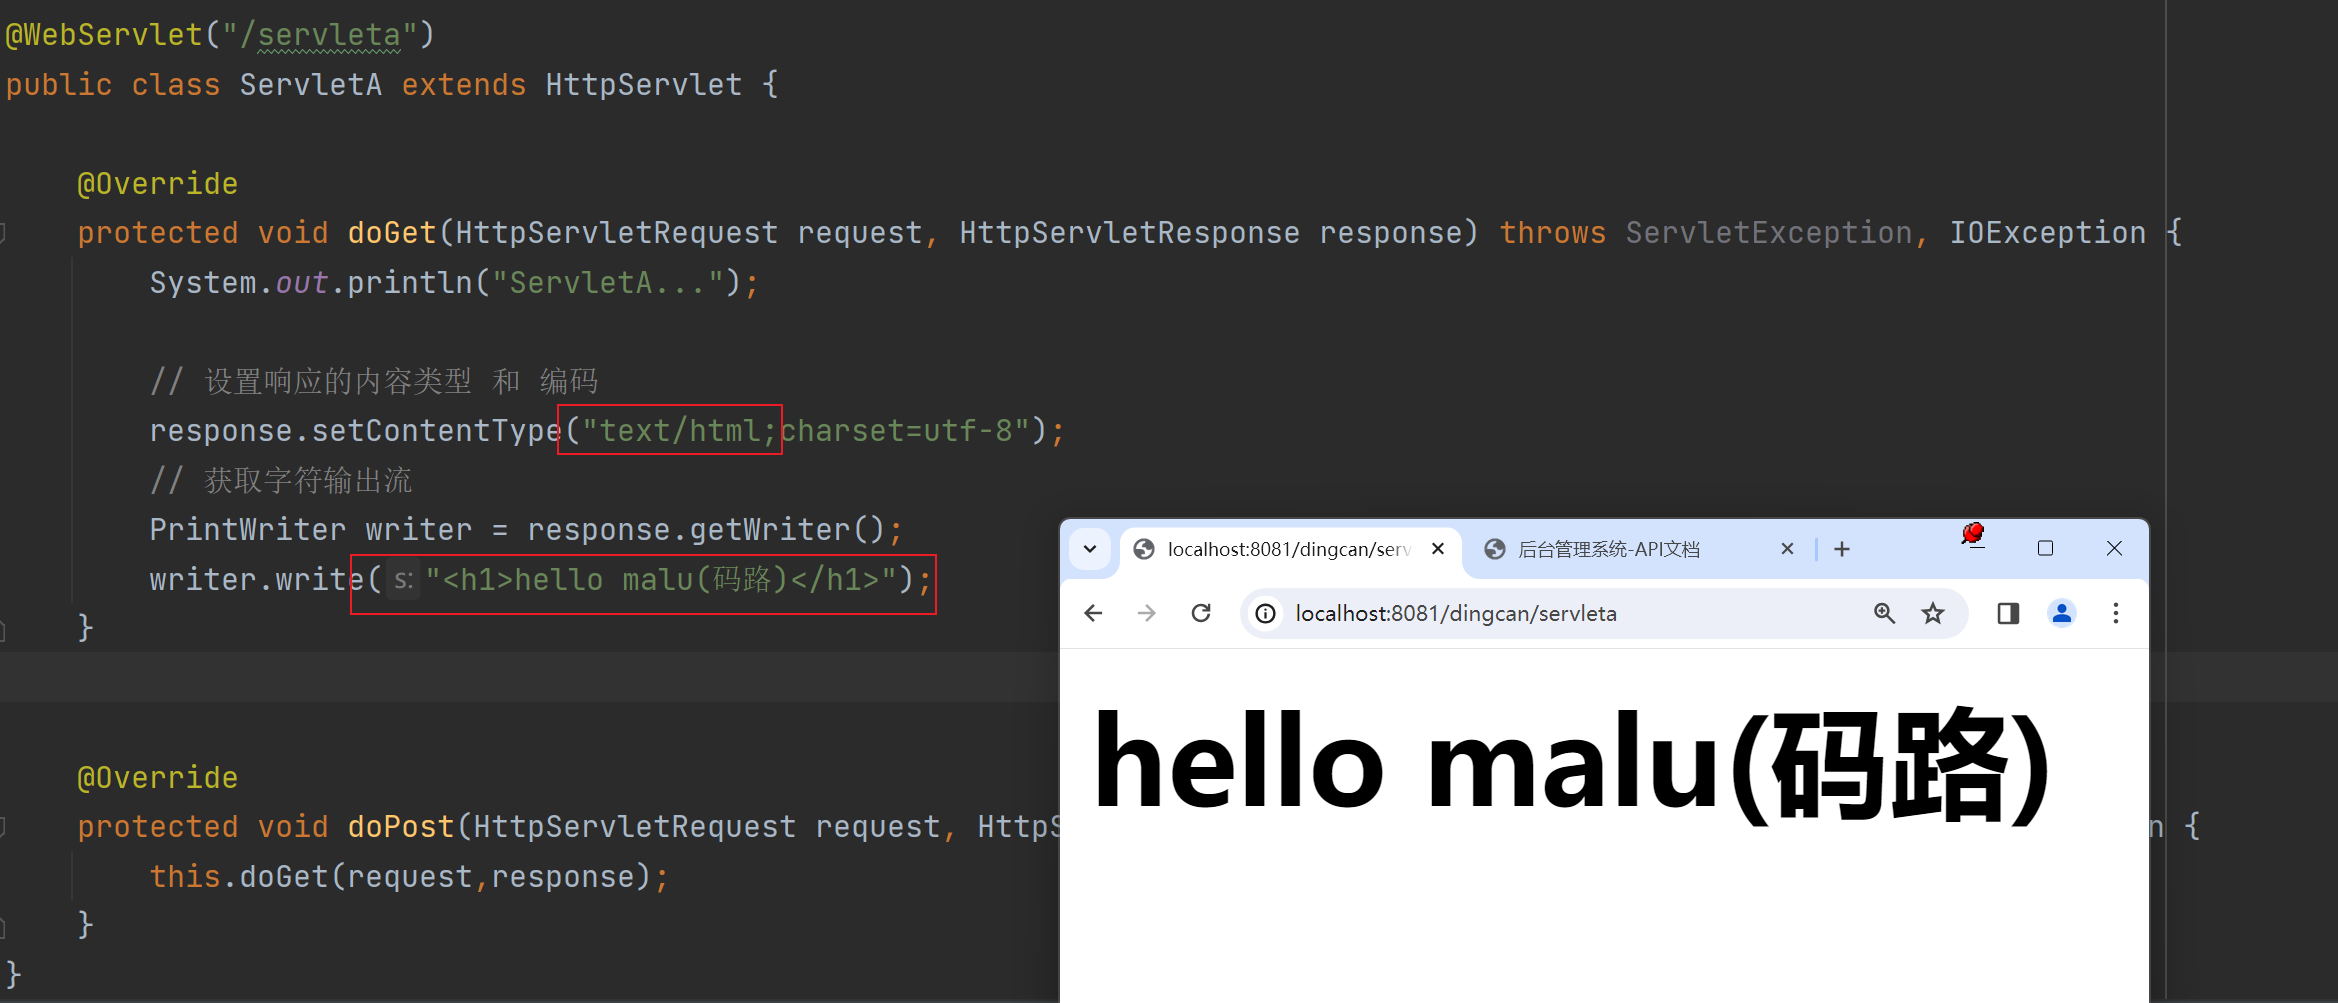 @WebServlet("/servleta")
public class ServletA extends HttpServlet {
@Override
protected void doGet(HttpServletRequest request, HttpServletResponse response) throws ServletException, IOException {
System.out.println("ServletA...");
// 设置响应的内容类型 和 编码
response.setContentType("text/html;charset=utf-8");
// 获取字符输出流
PrintWriter writer = response.getWriter();
writer.write( s: "<h1>hello malu(码路)</h1>");
}
@Override
protected void doPost(HttpServletRequest request, HttpS
n {
this.doGet(request,response);
}
}
localhost:8081/dingcan/serv
后台管理系统-API文档
localhost:8081/dingcan/servleta
hello malu(码路)